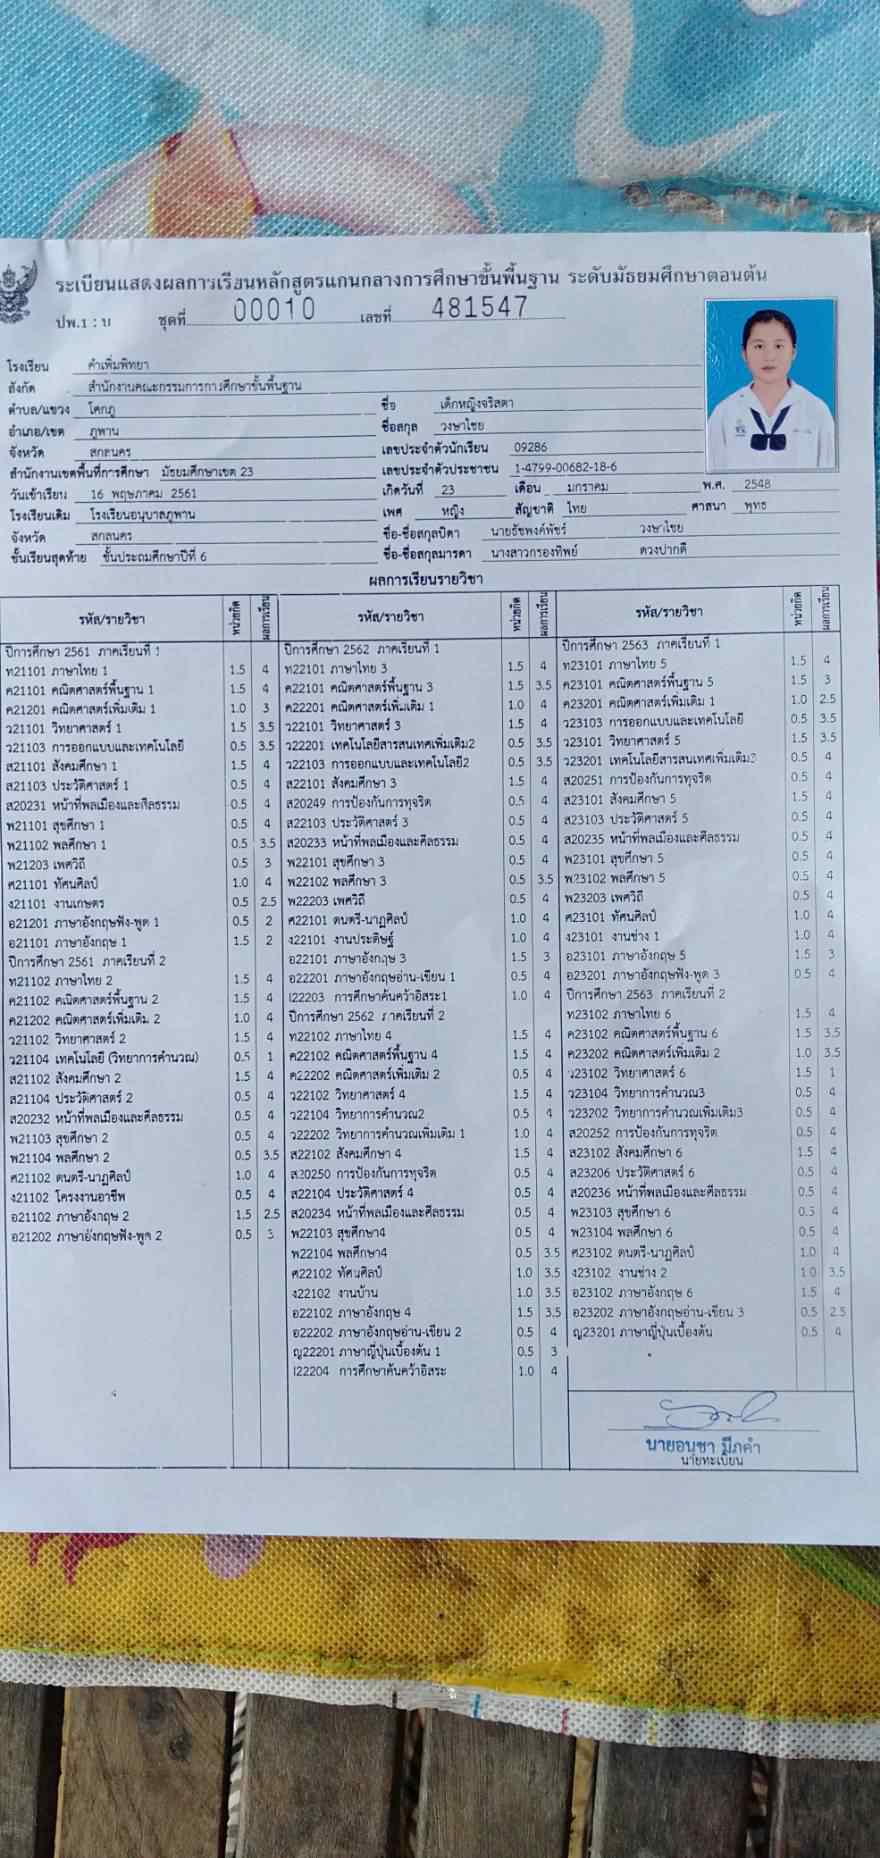 ระเบียนแสดงผลการเรียนหลักสูตรแกนกลางการศึกษาขั้นพื้นฐาน ระดับมัธยมศึกษาตอนต้น
ปพ.1 : บ ชุดที่ 00010 เลขที่ 481547
โรงเรียน คำเพิ่มพิทยา
สังกัด สำนักงานคณะกรรมการการศึกษาขั้นพื้นฐาน
ตำบล/แขวง โคกภู
อำเภอ/เขต ภูพาน
จังหวัด สกลนคร
สำนักงานเขตพื้นที่การศึกษา มัธยมศึกษาเขต 23
วันเข้าเรียน 16 พฤษภาคม 2561
โรงเรียนเดิม โรงเรียนอนุบาลภูพาน
จังหวัด สกลนคร
ชั้นเรียนสุดท้าย ชั้นประถมศึกษาปีที่ 6
ชื่อ เด็กหญิงจริสตา
ชื่อสกุล วงษาไชย
เลขประจำตัวนักเรียน 09286
เลขประจำตัวประชาชน 1-4799-00682-18-6
เกิดวันที่ 23 เดือน มกราคม พ.ศ. 2548
เพศ หญิง สัญชาติ ไทย ศาสนา พุทธ
ชื่อ-ชื่อสกุลบิดา นายธัชพงค์พัชร์ วงษาไชย
ชื่อ-ชื่อสกุลมารดา นางสาวกรองทิพย์ ดวงปากดี
ผลการเรียนรายวิชา
รหัส/รายวิชา หน่วยกิต ผลการเรียน
ปีการศึกษา 2561 ภาคเรียนที่ 1
ท21101 ภาษาไทย 1 1.5 4
ค21101 คณิตศาสตร์พื้นฐาน 1 1.5 4
ค21201 คณิตศาสตร์เพิ่มเติม 1 1.0 3
ว21101 วิทยาศาสตร์ 1 1.5 3.5
ว21103 การออกแบบและเทคโนโลยี 0.5 3.5
ส21101 สังคมศึกษา 1 1.5 4
ส21103 ประวัติศาสตร์ 1 0.5 4
ส20231 หน้าที่พลเมืองและศีลธรรม 0.5 4
พ21101 สุขศึกษา 1 0.5 4
พ21102 พลศึกษา 1 0.5 3.5
พ21203 เพศวิถี 0.5 3
ศ21101 ทัศนศิลป์ 1.0 4
ง21101 งานเกษตร 0.5 2.5
อ21201 ภาษาอังกฤษฟัง-พูด 1 0.5 2
อ21101 ภาษาอังกฤษ 1 1.5 2
ปีการศึกษา 2561 ภาคเรียนที่ 2
ท21102 ภาษาไทย 2 1.5 4
ค21102 คณิตศาสตร์พื้นฐาน 2 1.5 4
ค21202 คณิตศาสตร์เพิ่มเติม 2 1.0 4
ว21102 วิทยาศาสตร์ 2 1.5 4
ว21104 เทคโนโลยี (วิทยาการคำนวณ) 0.5 1
ส21102 สังคมศึกษา 2 1.5 4
ส21104 ประวัติศาสตร์ 2 0.5 4
ส20232 หน้าที่พลเมืองและศีลธรรม 0.5 4
พ21103 สุขศึกษา 2 0.5 4
พ21104 พลศึกษา 2 0.5 3.5
ศ21102 ดนตรี-นาฏศิลป์ 1.0 4
ง21102 โครงงานอาชีพ 0.5 4
อ21102 ภาษาอังกฤษ 2 1.5 2.5
อ21202 ภาษาอังกฤษฟัง-พูด 2 0.5 3
รหัส/รายวิชา หน่วยกิต ผลการเรียน
ปีการศึกษา 2562 ภาคเรียนที่ 1
ท22101 ภาษาไทย 3 1.5 4
ค22101 คณิตศาสตร์พื้นฐาน 3 1.5 3.5
ค22201 คณิตศาสตร์เพิ่มเติม 1 1.0 4
ว22101 วิทยาศาสตร์ 3 1.5 4
ว22201 เทคโนโลยีสารสนเทศเพิ่มเติม2 0.5 3.5
ว22103 การออกแบบและเทคโนโลยี2 0.5 3.5
ส22101 สังคมศึกษา 3 1.5 4
ส20249 การป้องกันการทุจริต 0.5 4
ส22103 ประวัติศาสตร์ 3 0.5 4
ส20233 หน้าที่พลเมืองและศีลธรรม 0.5 4
พ22101 สุขศึกษา 3 0.5 4
พ22102 พลศึกษา 3 0.5 3.5
พ22203 เพศวิถี 0.5 4
ศ22101 ดนตรี-นาฏศิลป์ 1.0 4
ง22101 งานประดิษฐ์ 1.0 4
อ22101 ภาษาอังกฤษ 3 1.5 3
อ22201 ภาษาอังกฤษอ่าน-เขียน 1 0.5 4
I22203 การศึกษาค้นคว้าอิสระ1 1.0 4
ปีการศึกษา 2562 ภาคเรียนที่ 2
ท22102 ภาษาไทย 4 1.5 4
ค22102 คณิตศาสตร์พื้นฐาน 4 1.5 4
ค22202 คณิตศาสตร์เพิ่มเติม 2 0.5 4
ว22102 วิทยาศาสตร์ 4 1.5 4
ว22104 วิทยาการคำนวณ2 0.5 4
ว22202 วิทยาการคำนวณเพิ่มเติม 1 1.0 4
ส22102 สังคมศึกษา 4 1.5 4
ส20250 การป้องกันการทุจริต 0.5 4
ส22104 ประวัติศาสตร์ 4 0.5 4
ส20234 หน้าที่พลเมืองและศีลธรรม 0.5 4
พ22103 สุขศึกษา4 0.5 4
พ22104 พลศึกษา4 0.5 3.5
ศ22102 ทัศนศิลป์ 1.0 3.5
ง22102 งานบ้าน 1.0 3.5
อ22102 ภาษาอังกฤษ 4 1.5 3.5
อ22202 ภาษาอังกฤษอ่าน-เขียน 2 0.5 4
ญ22201 ภาษาญี่ปุ่นเบื้องต้น 1 0.5 3
I22204 การศึกษาค้นคว้าอิสระ 1.0 4
รหัส/รายวิชา หน่วยกิต ผลการเรียน
ปีการศึกษา 2563 ภาคเรียนที่ 1
ท23101 ภาษาไทย 5 1.5 4
ค23101 คณิตศาสตร์พื้นฐาน 5 1.5 3
ค23201 คณิตศาสตร์เพิ่มเติม 1 1.0 2.5
ว23103 การออกแบบและเทคโนโลยี 0.5 3.5
ว23101 วิทยาศาสตร์ 5 1.5 3.5
ว23201 เทคโนโลยีสารสนเทศเพิ่มเติม2 0.5 4
ส20251 การป้องกันการทุจริต 0.5 4
ส23101 สังคมศึกษา 5 1.5 4
ส23103 ประวัติศาสตร์ 5 0.5 4
ส20235 หน้าที่พลเมืองและศีลธรรม 0.5 4
พ23101 สุขศึกษา 5 0.5 4
พ23102 พลศึกษา 5 0.5 4
พ23203 เพศวิถี 0.5 4
ศ23101 ทัศนศิลป์ 1.0 4
ง23101 งานช่าง 1 1.0 4
อ23101 ภาษาอังกฤษ 5 1.5 3
อ23201 ภาษาอังกฤษฟัง-พูด 3 0.5 4
ปีการศึกษา 2563 ภาคเรียนที่ 2
ท23102 ภาษาไทย 6 1.5 4
ค23102 คณิตศาสตร์พื้นฐาน 6 1.5 3.5
ค23202 คณิตศาสตร์เพิ่มเติม 2 1.0 3.5
ว23102 วิทยาศาสตร์ 6 1.5 1
ว23104 วิทยาการคำนวณ3 0.5 4
ว23202 วิทยาการคำนวณเพิ่มเติม3 0.5 4
ส20252 การป้องกันการทุจริต 0.5 4
ส23102 สังคมศึกษา 6 1.5 4
ส23206 ประวัติศาสตร์ 6 0.5 4
ส20236 หน้าที่พลเมืองและศีลธรรม 0.5 4
พ23103 สุขศึกษา 6 0.5 4
พ23104 พลศึกษา 6 0.5 4
ศ23102 ดนตรี-นาฏศิลป์ 1.0 4
ง23102 งานช่าง 2 1.0 3.5
อ23102 ภาษาอังกฤษ 6 1.5 4
อ23202 ภาษาอังกฤษอ่าน-เขียน 3 0.5 2.5
ญ23201 ภาษาญี่ปุ่นเบื้องต้น 0.5 4
นายอนุชา มีภคำ
นายทะเบียน